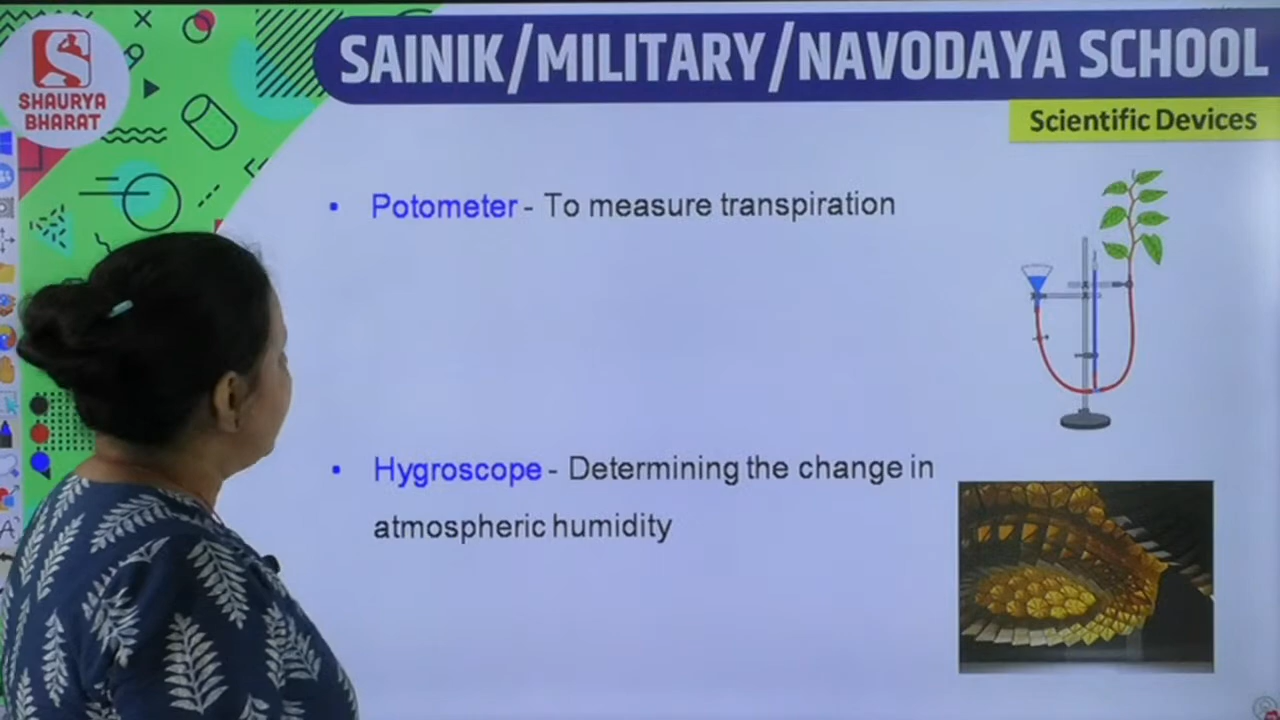 SHAURYA
BHARAT
SAINIK/MILITARY/NAVODAYA SCHOOL
Scientific Devices
• Potometer - To measure transpiration
• Hygroscope - Determining the change in
atmospheric humidity